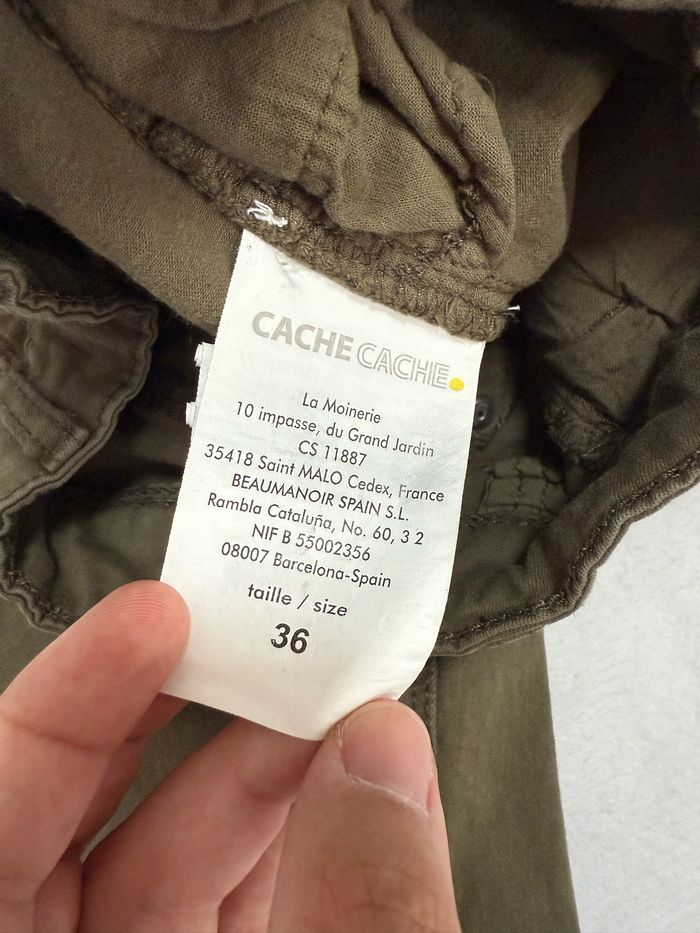 CACHE CACHE
La Moinerie
10 impasse, du Grand Jardin
CS 11887
35418 Saint MALO Cedex, France
BEAUMANOIR SPAIN S.L.
Rambla Cataluña, No. 60, 3 2
NIF B 55002356
08007 Barcelona-Spain
taille / size
36